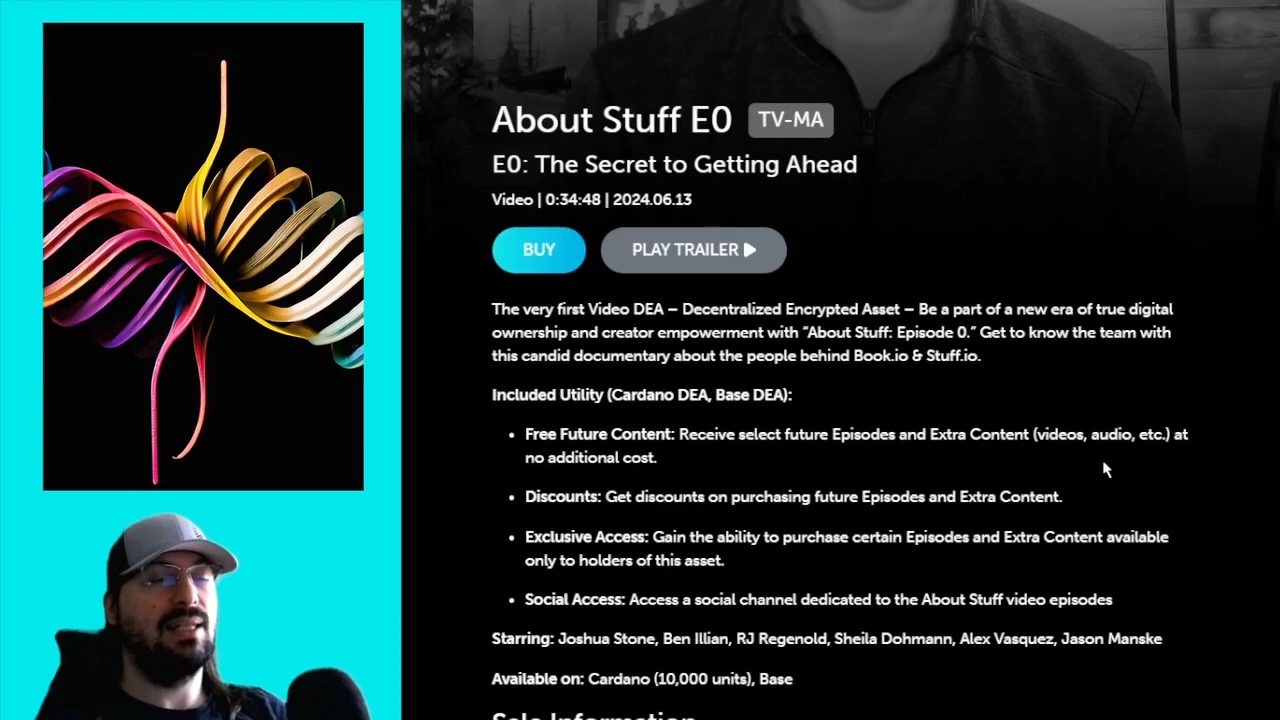 About Stuff E0 TV-MA
E0: The Secret to Getting Ahead
Video | 0:34:48 | 2024.06.13
BUY PLAY TRAILER
The very first Video DEA – Decentralized Encrypted Asset – Be a part of a new era of true digital
ownership and creator empowerment with “About Stuff: Episode 0.” Get to know the team with
this candid documentary about the people behind Book.io & Stuff.io.
Included Utility (Cardano DEA, Base DEA):
• Free Future Content: Receive select future Episodes and Extra Content (videos, audio, etc.) at
no additional cost.
• Discounts: Get discounts on purchasing future Episodes and Extra Content.
• Exclusive Access: Gain the ability to purchase certain Episodes and Extra Content available
only to holders of this asset.
• Social Access: Access a social channel dedicated to the About Stuff video episodes
Starring: Joshua Stone, Ben Illian, RJ Regenold, Sheila Dohmann, Alex Vasquez, Jason Manske
Available on: Cardano (10,000 units), Base
Sale Information